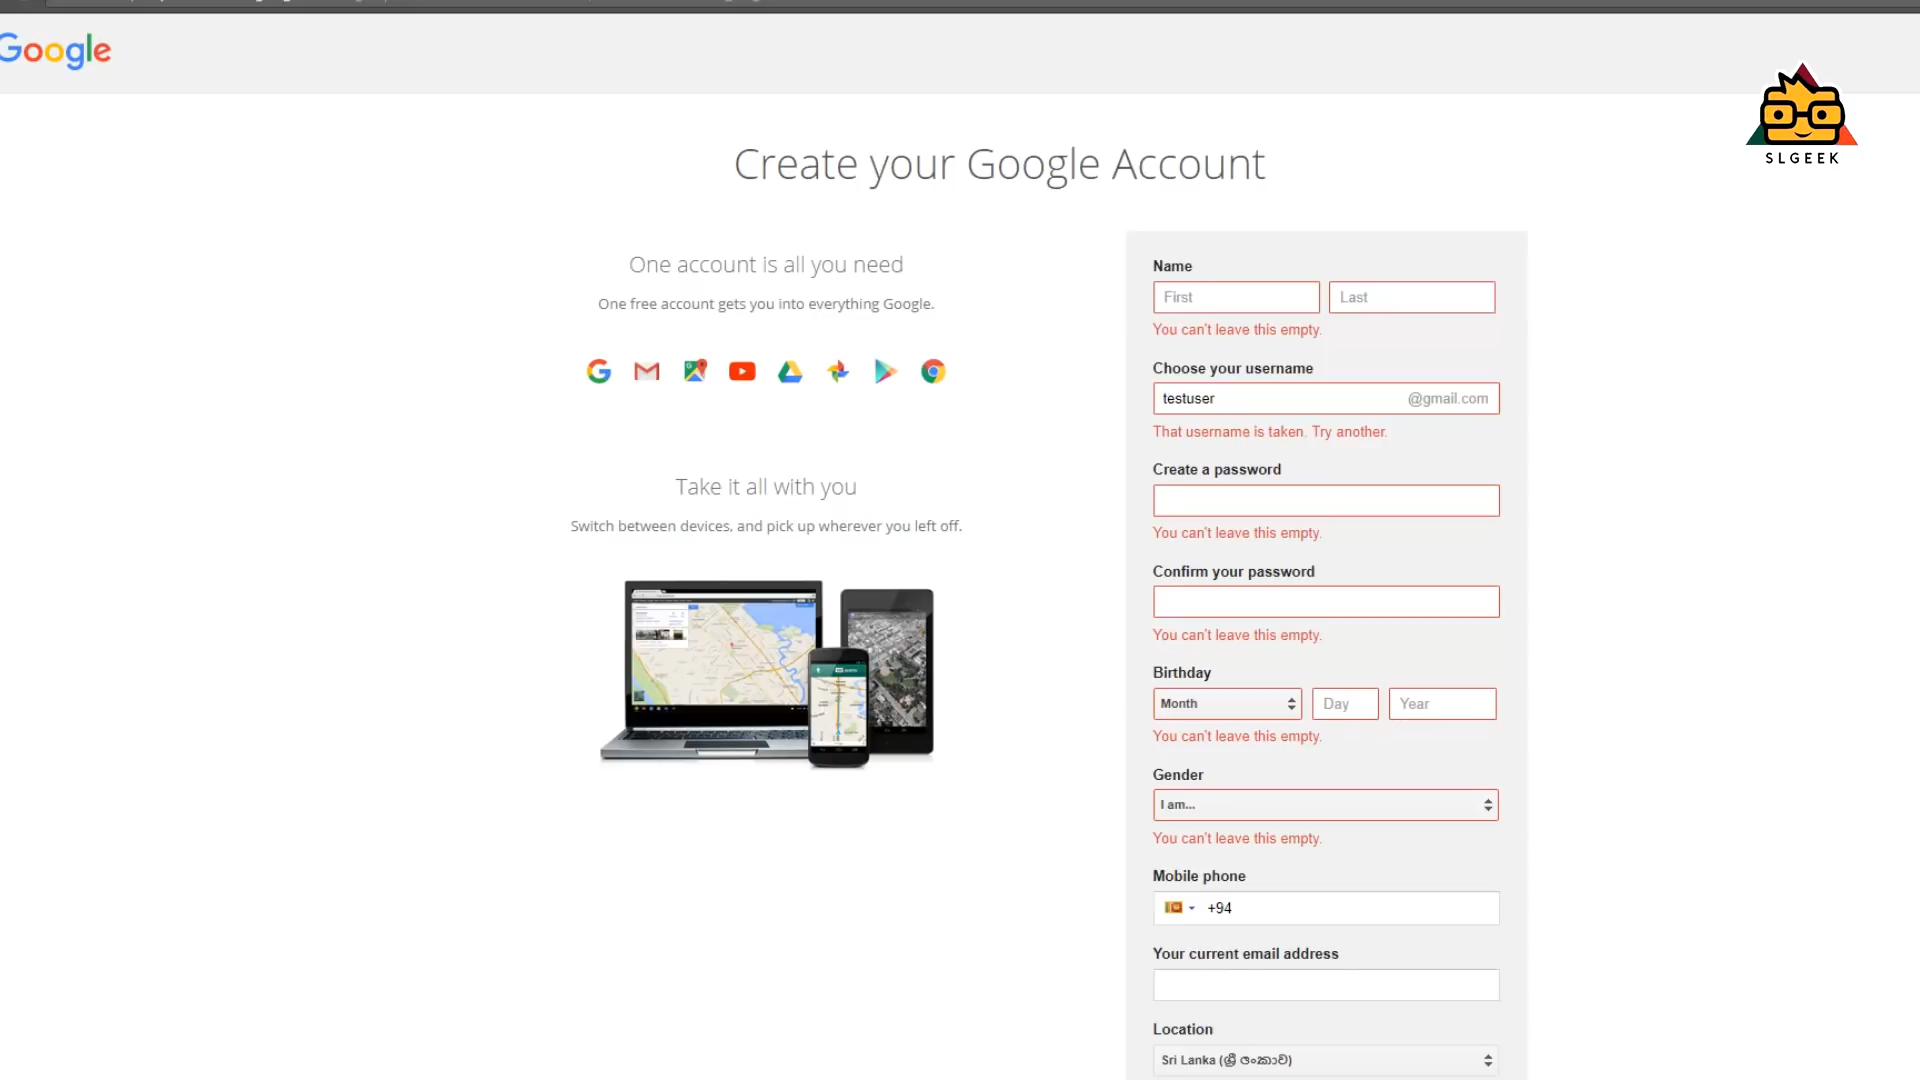 Google
SLGEEK
Create your Google Account
One account is all you need
One free account gets you into everything Google.
Take it all with you
Switch between devices, and pick up wherever you left off.
Name
First Last
You can't leave this empty.
Choose your username
testuser @gmail.com
That username is taken. Try another.
Create a password
You can't leave this empty.
Confirm your password
You can't leave this empty.
Birthday
Month Day Year
You can't leave this empty.
Gender
I am...
You can't leave this empty.
Mobile phone
+94
Your current email address
Location
Sri Lanka (ශ්‍රී ලංකාව)